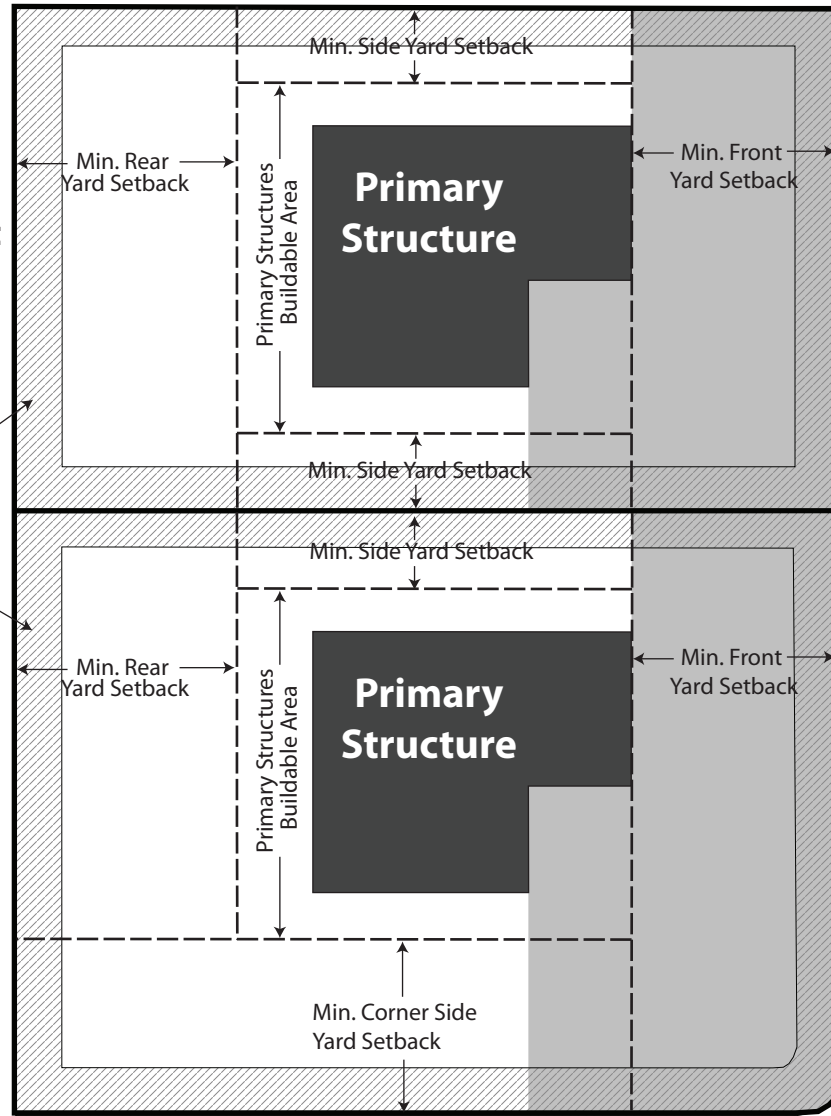 Min. Side Yard Setback
Min. Rear
Yard Setback
Primary Structures
Buildable Area
Primary
Structure
Min. Front
Yard Setback
Min. Side Yard Setback
Min. Side Yard Setback
Min. Rear
Yard Setback
Primary Structures
Buildable Area
Primary
Structure
Min. Front
Yard Setback
Min. Corner Side
Yard Setback